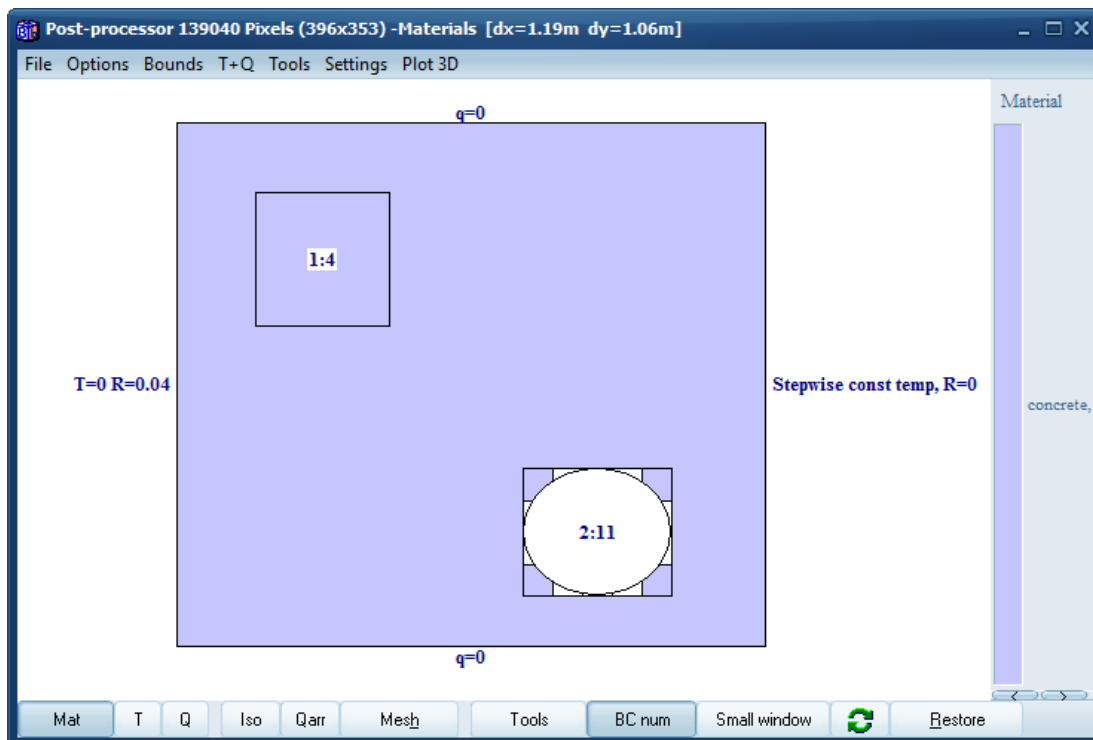 Post-processor 139040 Pixels (396x353) -Materials [dx=1.19m dy=1.06m]
File Options Bounds T+Q Tools Settings Plot 3D
Material
q=0
1:4
T=0 R=0.04
Stepwise const temp, R=0
concrete,
2:11
q=0
Mat T Q Iso Qarr Mesh Tools BC num Small window Restore